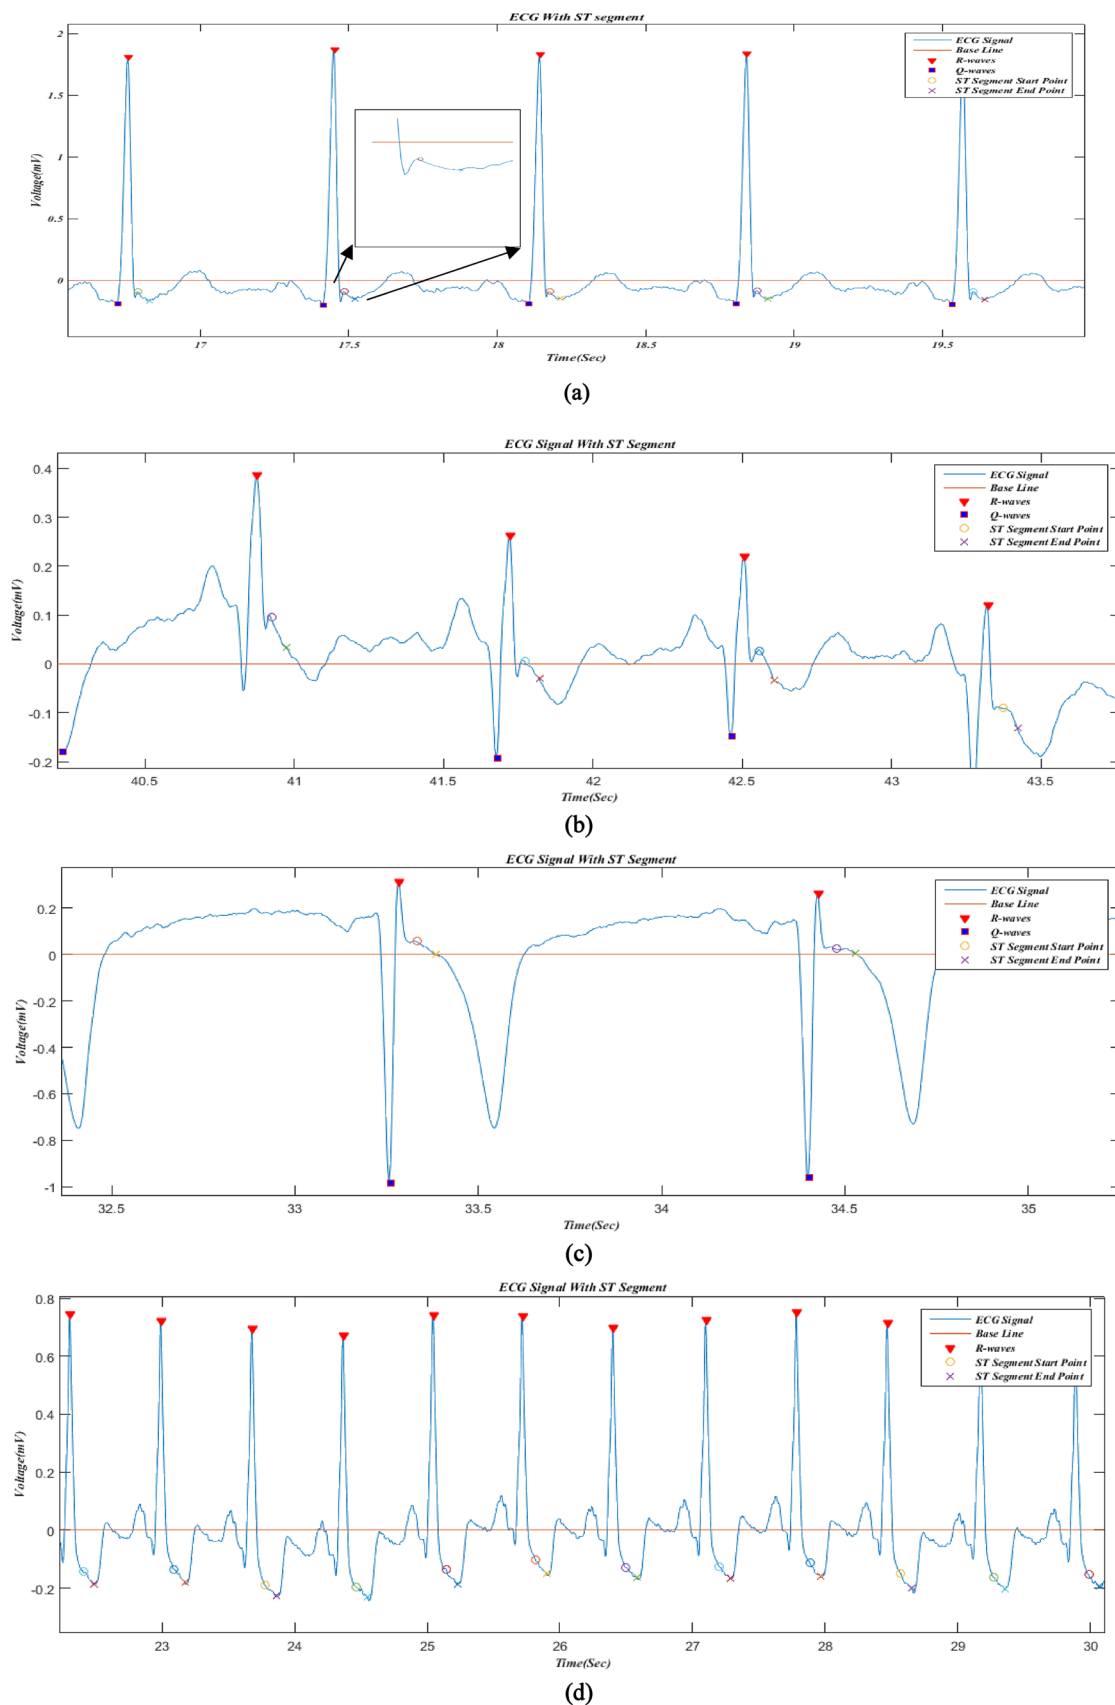 ECG With ST segment
ECG Signal
Base Line
R-waves
Q-waves
ST Segment Start Point
ST Segment End Point
2
1.5
1
0.5
0
Voltage(mV)
17
17.5
18
18.5
19
19.5
Time(Sec)
(a)
ECG Signal With ST Segment
ECG Signal
Base Line
R-waves
Q-waves
ST Segment Start Point
ST Segment End Point
0.4
0.3
0.2
0.1
0
-0.1
-0.2
Voltage(mV)
40.5
41
41.5
42
42.5
43
43.5
Time(Sec)
(b)
ECG Signal With ST Segment
ECG Signal
Base Line
R-waves
Q-waves
ST Segment Start Point
ST Segment End Point
0.2
0
-0.2
-0.4
-0.6
-0.8
-1
Voltage(mV)
32.5
33
33.5
34
34.5
35
Time(Sec)
(c)
ECG Signal With ST Segment
ECG Signal
Base Line
R-waves
ST Segment Start Point
ST Segment End Point
0.8
0.6
0.4
0.2
0
-0.2
Voltage(mV)
23
24
25
26
27
28
29
30
Time(Sec)
(d)